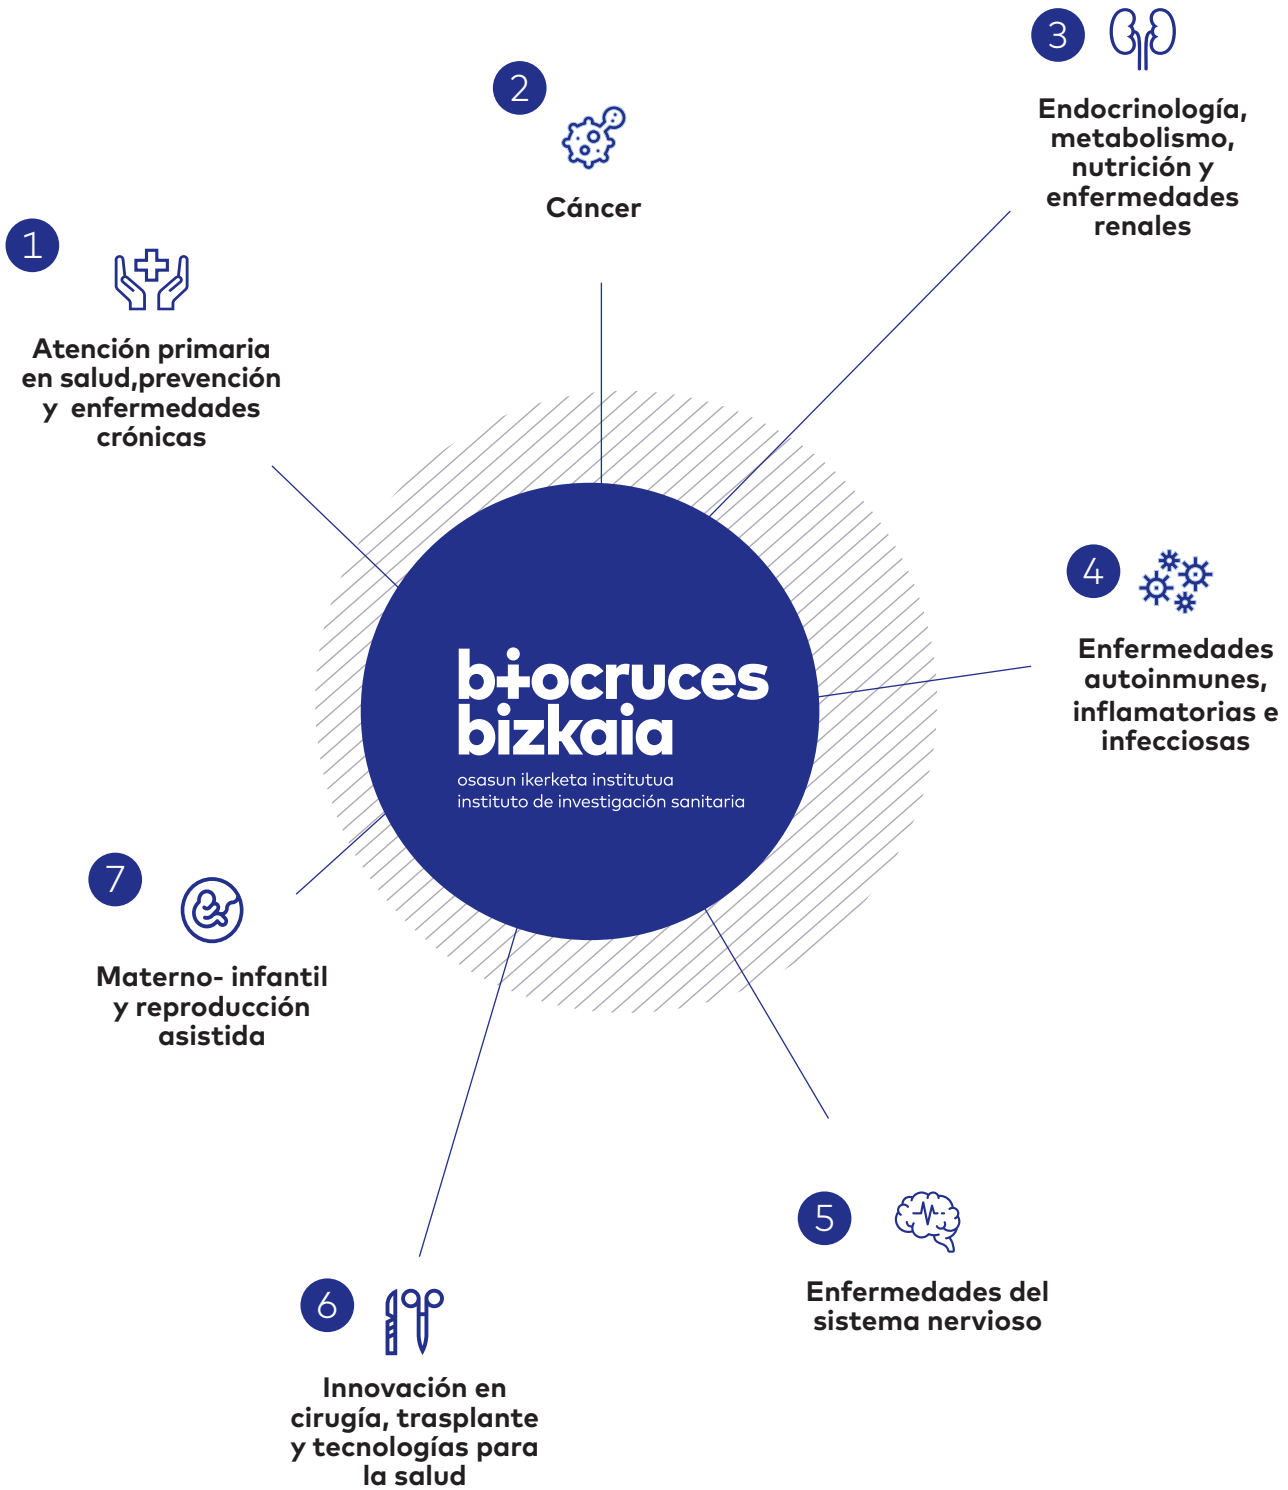 1
Atención primaria
en salud,prevención
y enfermedades
crónicas
2
Cáncer
3
Endocrinología,
metabolismo,
nutrición y
enfermedades
renales
4
Enfermedades
autoinmunes,
inflamatorias e
infecciosas
5
Enfermedades del
sistema nervioso
6
Innovación en
cirugía, trasplante
y tecnologías para
la salud
7
Materno- infantil
y reproducción
asistida
biocruces
bizkaia
osasun ikerketa institutua
instituto de investigación sanitaria